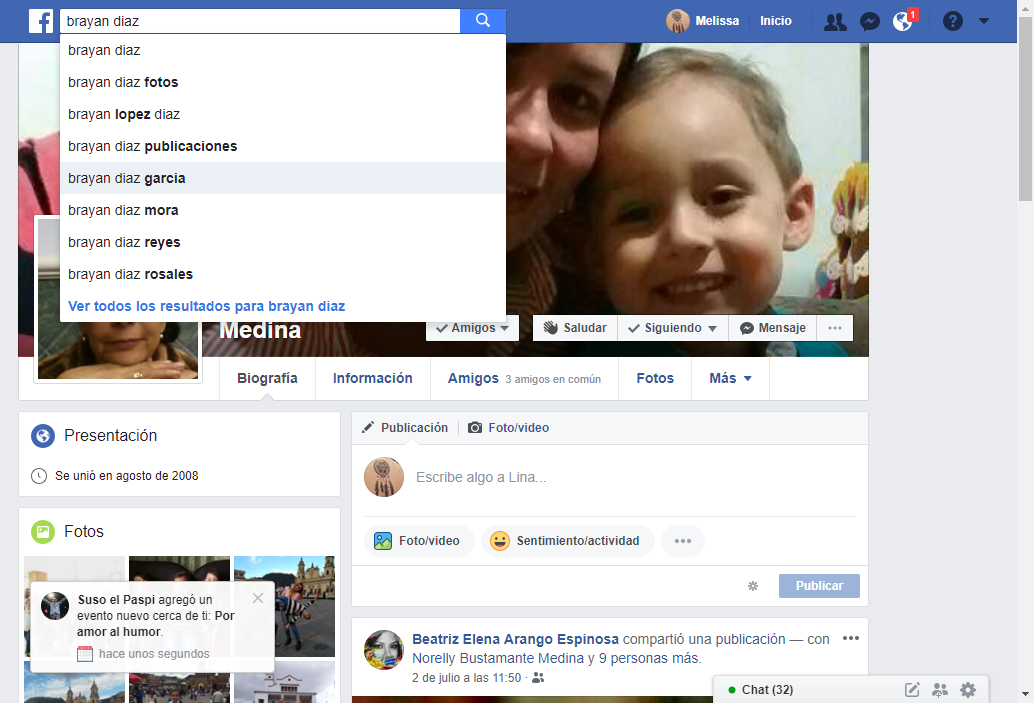 brayan diaz
Melissa
Inicio
1
?
brayan diaz
brayan diaz fotos
brayan lopez diaz
brayan diaz publicaciones
brayan diaz garcia
brayan diaz mora
brayan diaz reyes
brayan diaz rosales
Ver todos los resultados para brayan diaz
Medina
Amigos
Saludar
Siguiendo
Mensaje
Biografía
Información
Amigos 3 amigos en común
Fotos
Más
Presentación
Se unió en agosto de 2008
Fotos
Publicación
Foto/video
Escribe algo a Lina...
Foto/video
Sentimiento/actividad
Publicar
Suso el Paspi agregó un
evento nuevo cerca de ti: Por
amor al humor.
hace unos segundos
Beatriz Elena Arango Espinosa compartió una publicación — con
Norelly Bustamante Medina y 9 personas más.
2 de julio a las 11:50 ·
Chat (32)